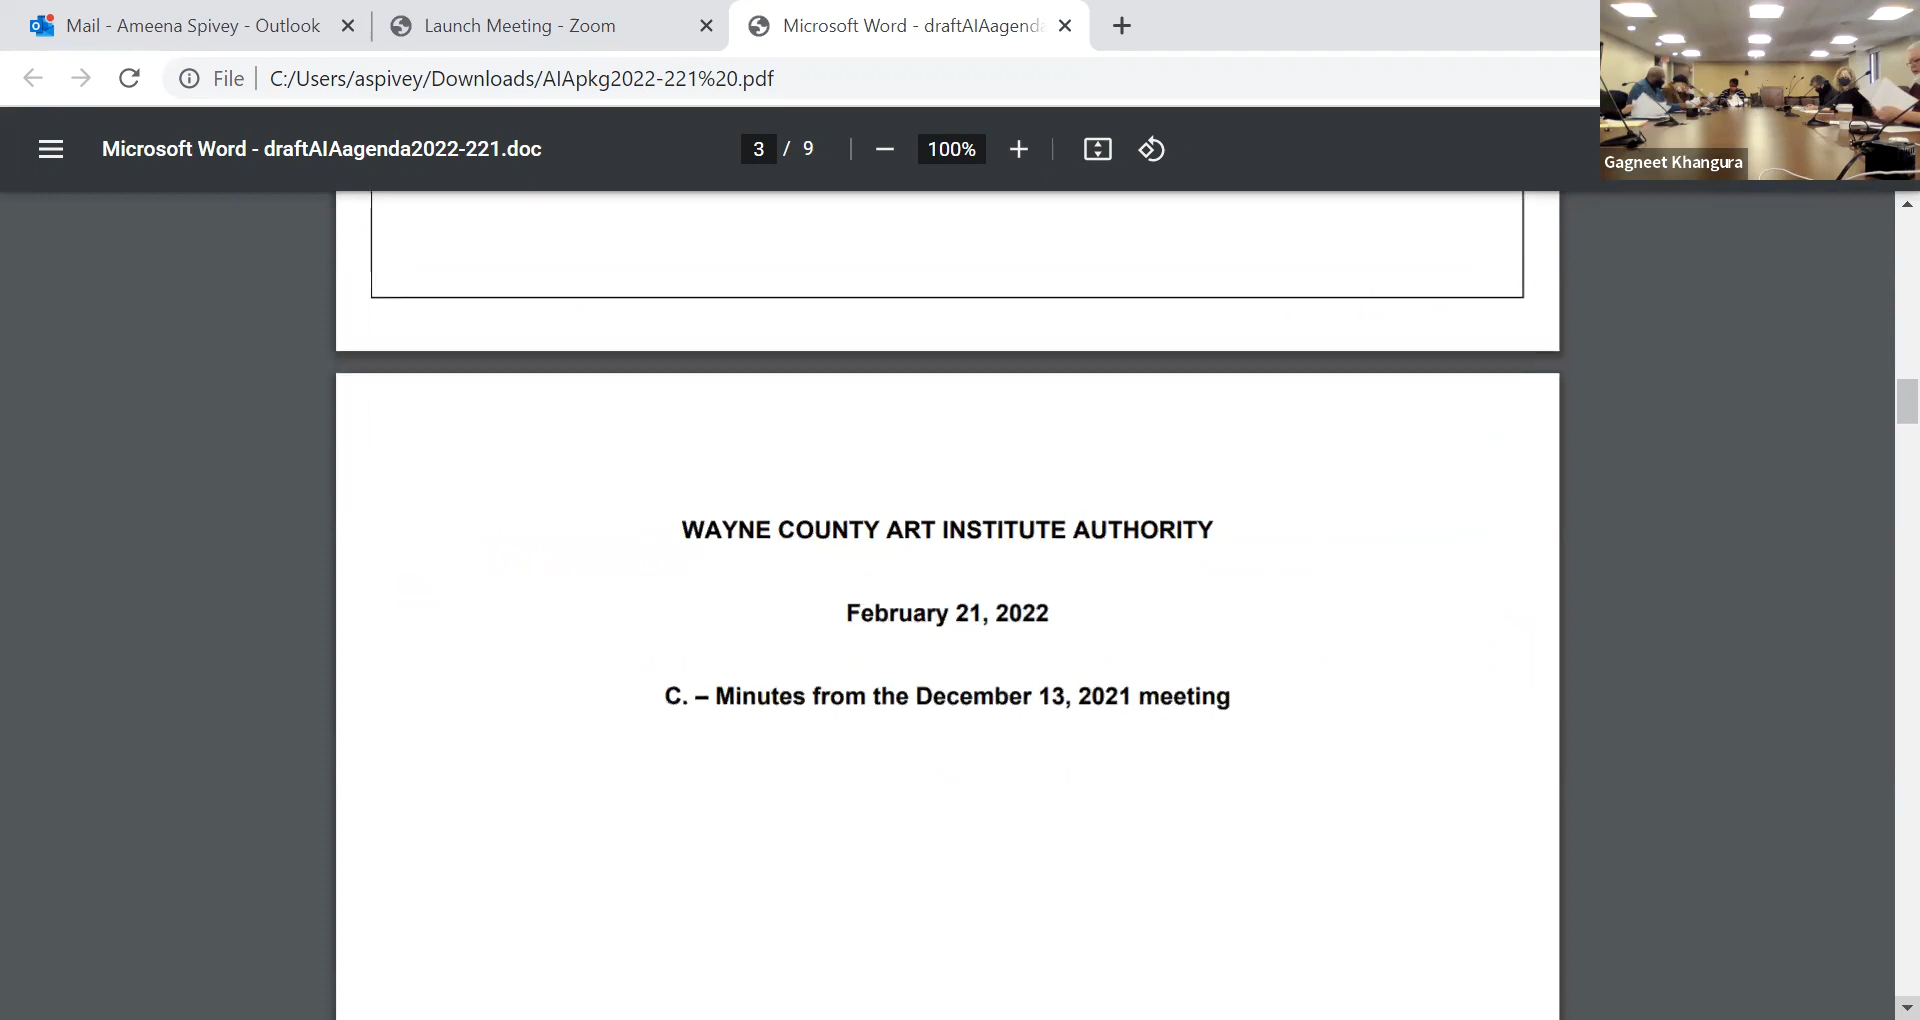 Mail - Ameena Spivey - Outlook
Launch Meeting - Zoom
Microsoft Word - draftAIAagenda
File
C:/Users/aspivey/Downloads/AIApkg2022-221%20.pdf
Microsoft Word - draftAIAagenda2022-221.doc
3 / 9
100%
Gagneet Khangura
WAYNE COUNTY ART INSTITUTE AUTHORITY
February 21, 2022
C. – Minutes from the December 13, 2021 meeting